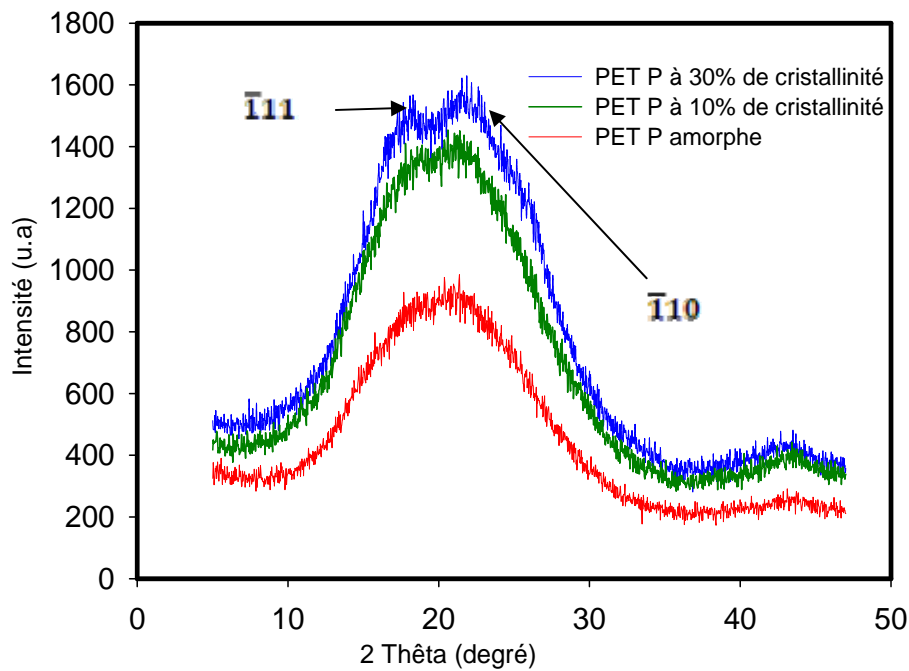 1800
1600
1400
1200
1000
800
600
400
200
0
Intensité (u.a)
PET P à 30% de cristallinité
PET P à 10% de cristallinité
PET P amorphe
1̅11
1̅10
0 10 20 30 40 50
2 Thêta (degré)